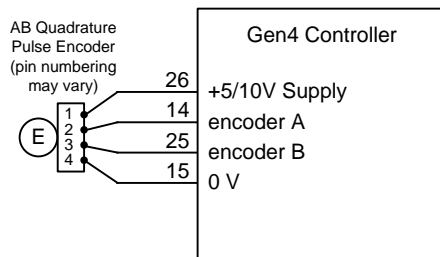 AB Quadrature
Pulse Encoder
(pin numbering
may vary)
Gen4 Controller
E
1
2
3
4
26 +5/10V Supply
14 encoder A
25 encoder B
15 0 V